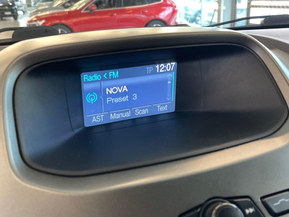 Radio < FM TP 12:07
NOVA
Preset 3
AST Manual Scan Text